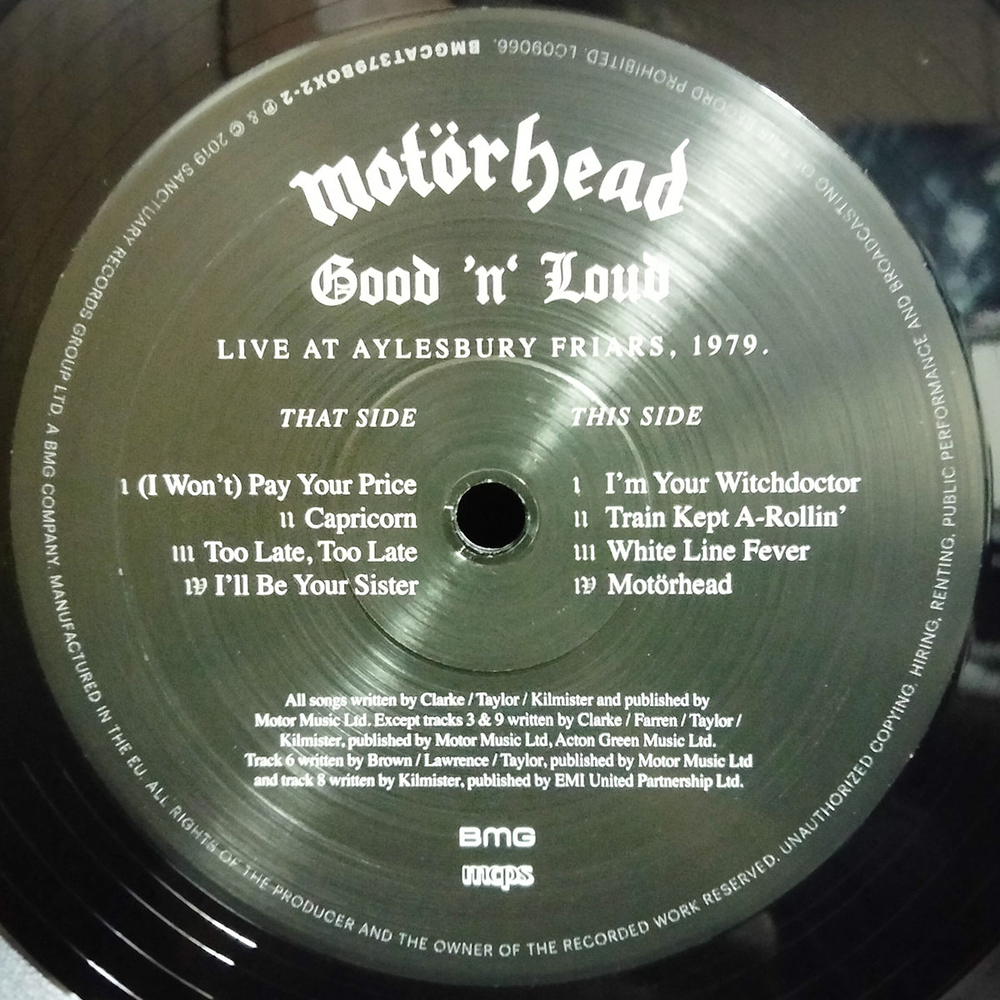 motörhead
Good 'n' Loud
LIVE AT AYLESBURY FRIARS, 1979.
THAT SIDE
ı (I Won't) Pay Your Price
ıı Capricorn
ııı Too Late, Too Late
ıv I'll Be Your Sister
THIS SIDE
ı I'm Your Witchdoctor
ıı Train Kept A-Rollin'
ııı White Line Fever
ıv Motörhead
All songs written by Clarke / Taylor / Kilmister and published by
Motor Music Ltd. Except tracks 3 & 9 written by Clarke / Farren / Taylor /
Kilmister, published by Motor Music Ltd, Acton Green Music Ltd.
Track 6 written by Brown / Lawrence / Taylor, published by Motor Music Ltd
and track 8 written by Kilmister, published by EMI United Partnership Ltd.
BMG
mcps
BMGCAT379BOX2-2 ℗ & © 2019 SANCTUARY RECORDS GROUP LTD. A BMG COMPANY. MANUFACTURED IN THE EU. ALL RIGHTS OF THE PRODUCER AND THE OWNER OF THE RECORDED WORK RESERVED. UNAUTHORIZED COPYING, HIRING, RENTING, PUBLIC PERFORMANCE AND BROADCASTING OF THIS RECORD PROHIBITED. LC09066.